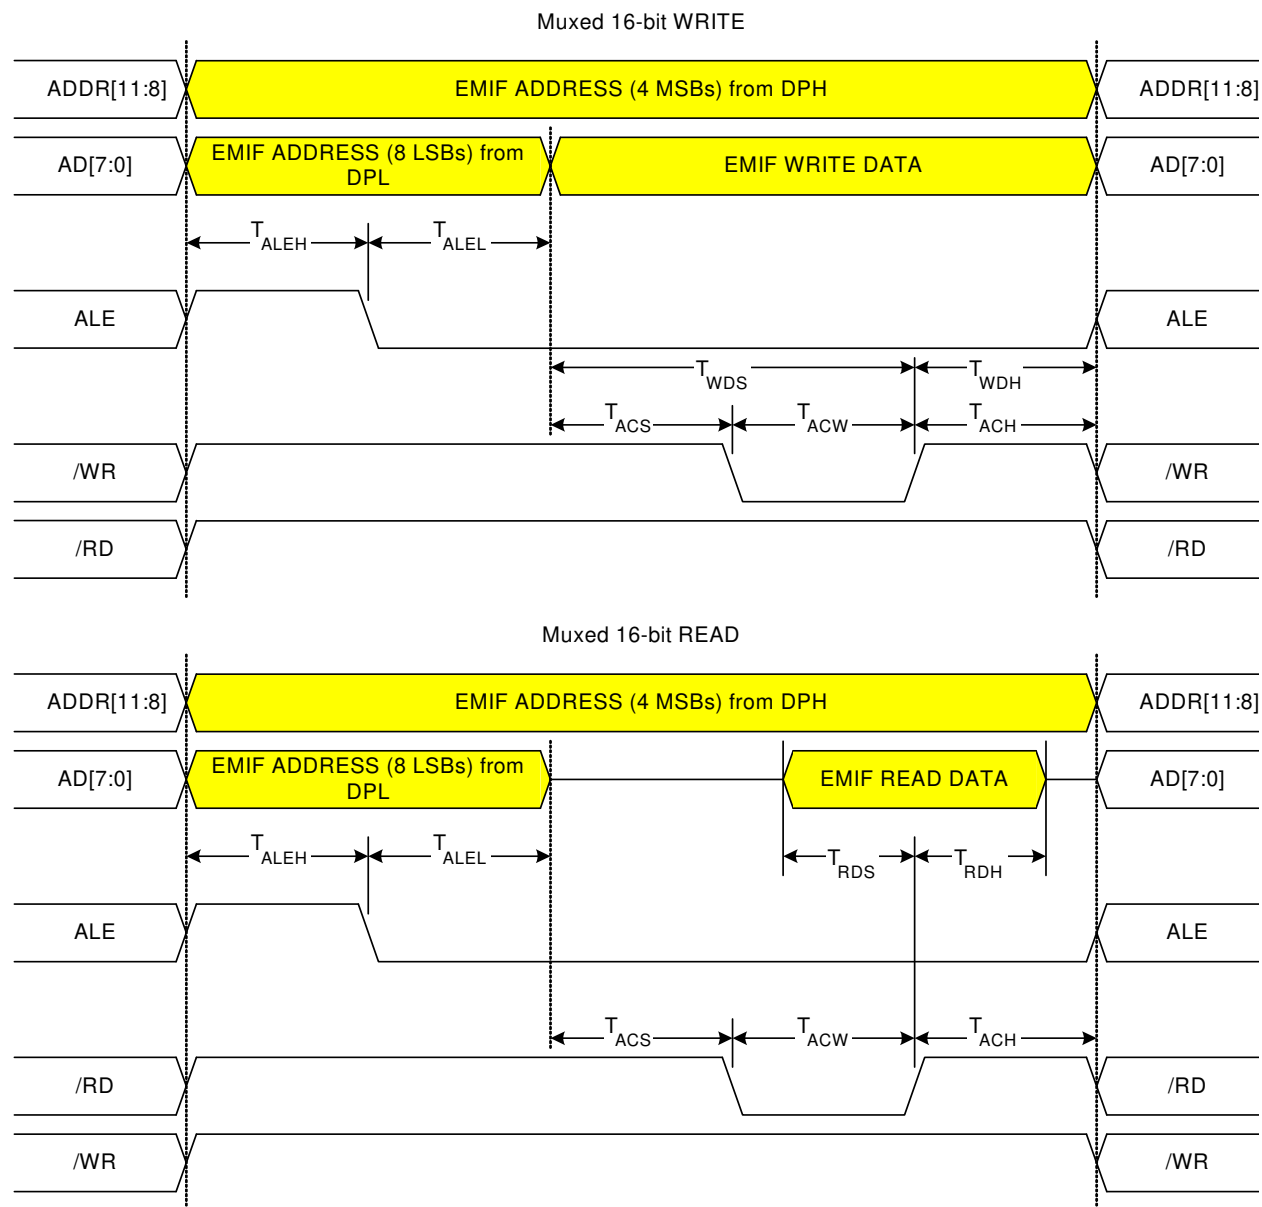 Muxed 16-bit WRITE
ADDR[11:8] EMIF ADDRESS (4 MSBs) from DPH ADDR[11:8]
AD[7:0] EMIF ADDRESS (8 LSBs) from DPL EMIF WRITE DATA AD[7:0]
TALEH TALEL
ALE ALE
TWDS TWDH
TACS TACW TACH
/WR /WR
/RD /RD
Muxed 16-bit READ
ADDR[11:8] EMIF ADDRESS (4 MSBs) from DPH ADDR[11:8]
AD[7:0] EMIF ADDRESS (8 LSBs) from DPL EMIF READ DATA AD[7:0]
TALEH TALEL TRDS TRDH
ALE ALE
TACS TACW TACH
/RD /RD
/WR /WR